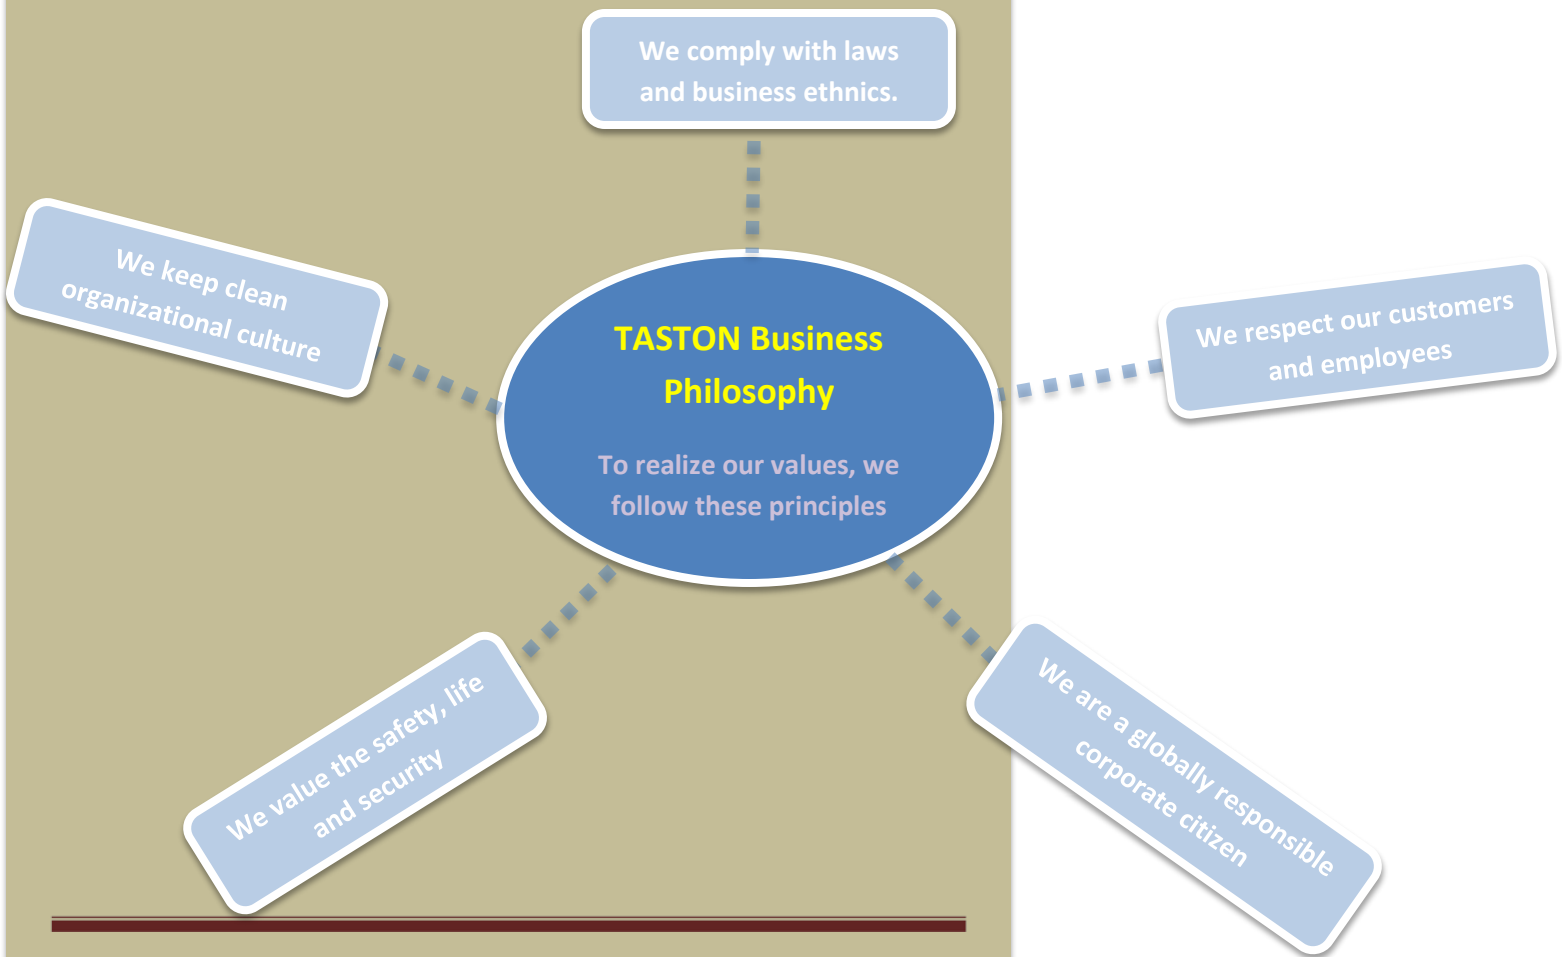 We comply with laws
and business ethnics.
We keep clean
organizational culture
TASTON Business
Philosophy
To realize our values, we
follow these principles
We respect our customers
and employees
We value the safety, life
and security
We are a globally responsible
corporate citizen